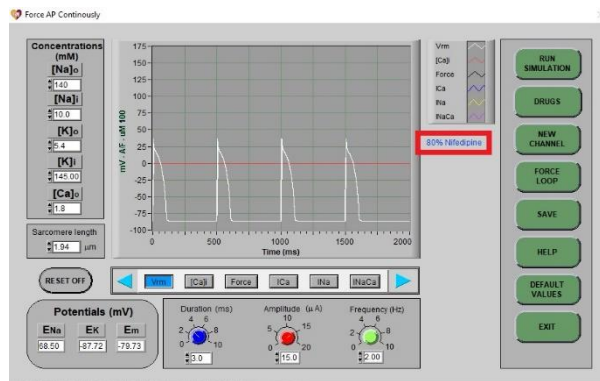 Force AP Continously
Concentrations
(mM)
[Na]o
140
[Na]i
10.0
[K]o
5.4
[K]i
145.00
[Ca]o
1.8
Sarcomere length
1.94 µm
RESET OFF
175
150
125
100
75
50
25
0
-25
-50
-75
-100
mV - AF - uM 100
0 500 1000 1500 2000
Time (ms)
Vrm
[Ca]i
Force
ICa
INa
INaCa
80% Nifedipine
Vrm [Ca]i Force ICa INa INaCa
Potentials (mV)
ENa EK Em
68.50 -87.72 -79.73
Duration (ms)
4 6
2 8
0 10
3.0
Amplitude (µA)
10
5 15
0 20
15.0
Frequency (Hz)
4 6
2 8
0 10
2.00
RUN
SIMULATION
DRUGS
NEW
CHANNEL
FORCE
LOOP
SAVE
HELP
DEFAULT
VALUES
EXIT